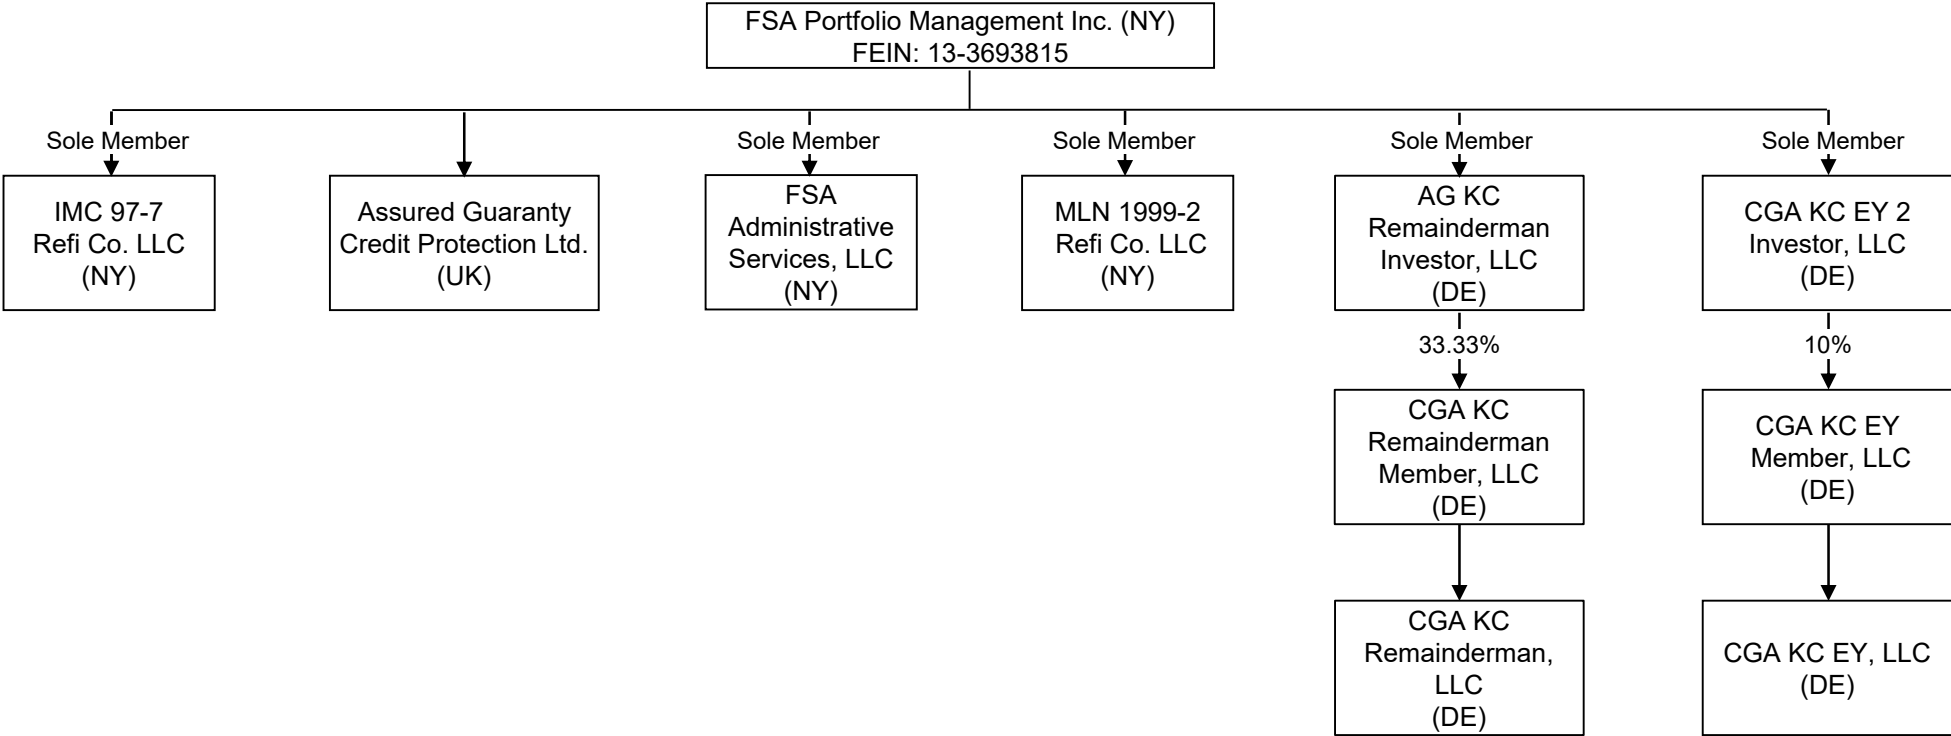 FSA Portfolio Management Inc. (NY)
FEIN: 13-3693815
Sole Member
Sole Member
Sole Member
Sole Member
Sole Member
IMC 97-7
Refi Co. LLC
(NY)
Assured Guaranty
Credit Protection Ltd.
(UK)
FSA
Administrative
Services, LLC
(NY)
MLN 1999-2
Refi Co. LLC
(NY)
AG KC
Remainderman
Investor, LLC
(DE)
CGA KC EY 2
Investor, LLC
(DE)
33.33%
10%
CGA KC
Remainderman
Member, LLC
(DE)
CGA KC EY
Member, LLC
(DE)
CGA KC
Remainderman,
LLC
(DE)
CGA KC EY, LLC
(DE)